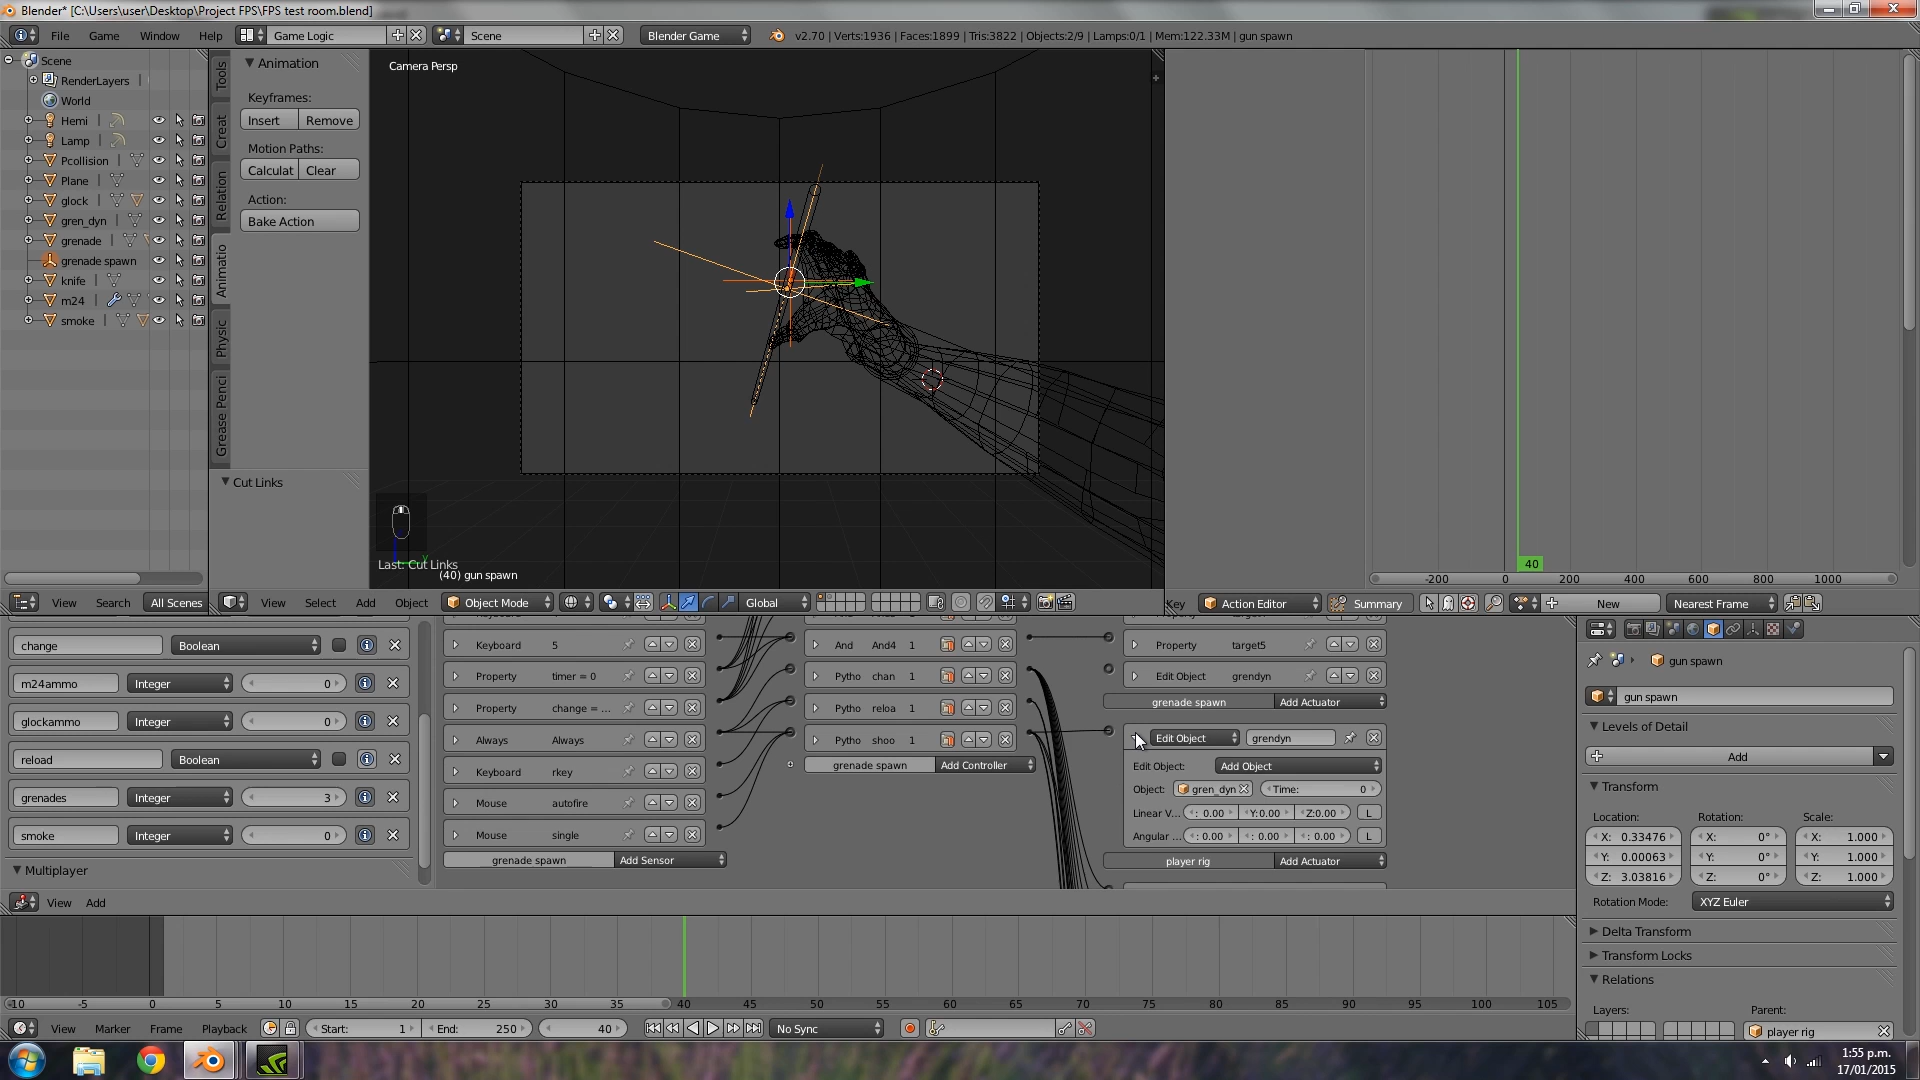 Blender* [C:\Users\user\Desktop\Project FPS\FPS test room.blend]
File Game Window Help Game Logic Scene Blender Game v2.70 | Verts:1936 | Faces:1899 | Tris:3822 | Objects:2/9 | Lamps:0/1 | Mem:122.33M | gun spawn
Scene
RenderLayers
World
Hemi
Lamp
Pcollision
Plane
glock
gren_dyn
grenade
grenade spawn
knife
m24
smoke
View Search All Scenes
Tools
Creat
Relation
Animatio
Physic
Grease Penci
Animation
Keyframes:
Insert Remove
Motion Paths:
Calculat Clear
Action:
Bake Action
Cut Links
Camera Persp
Last: Cut Links
(40) gun spawn
View Select Add Object Object Mode Global
40
-200 0 200 400 600 800 1000
Key Action Editor Summary New Nearest Frame
change Boolean
m24ammo Integer 0
glockammo Integer 0
reload Boolean
grenades Integer 3
smoke Integer 0
Multiplayer
View Add
Keyboard 5
Property timer = 0
Property change = ...
Always Always
Keyboard rkey
Mouse autofire
Mouse single
grenade spawn Add Sensor
And And4 1
Pytho chan 1
Pytho reloa 1
Pytho shoo 1
grenade spawn Add Controller
Property target5
Edit Object grendyn
grenade spawn Add Actuator
Edit Object grendyn
Edit Object: Add Object
Object: gren_dyn Time: 0
Linear V... : 0.00 Y:0.00 Z:0.00 L
Angular ... : 0.00 : 0.00 : 0.00 L
player rig Add Actuator
gun spawn
gun spawn
Levels of Detail
Add
Transform
Location: Rotation: Scale:
X: 0.33476 X: 0° X: 1.000
Y: 0.00063 Y: 0° Y: 1.000
Z: 3.03816 Z: 0° Z: 1.000
Rotation Mode: XYZ Euler
Delta Transform
Transform Locks
Relations
Layers: Parent:
player rig
-10 -5 0 5 10 15 20 25 30 35 40 45 50 55 60 65 70 75 80 85 90 95 100 105
View Marker Frame Playback Start: 1 End: 250 40 No Sync
1:55 p.m.
17/01/2015